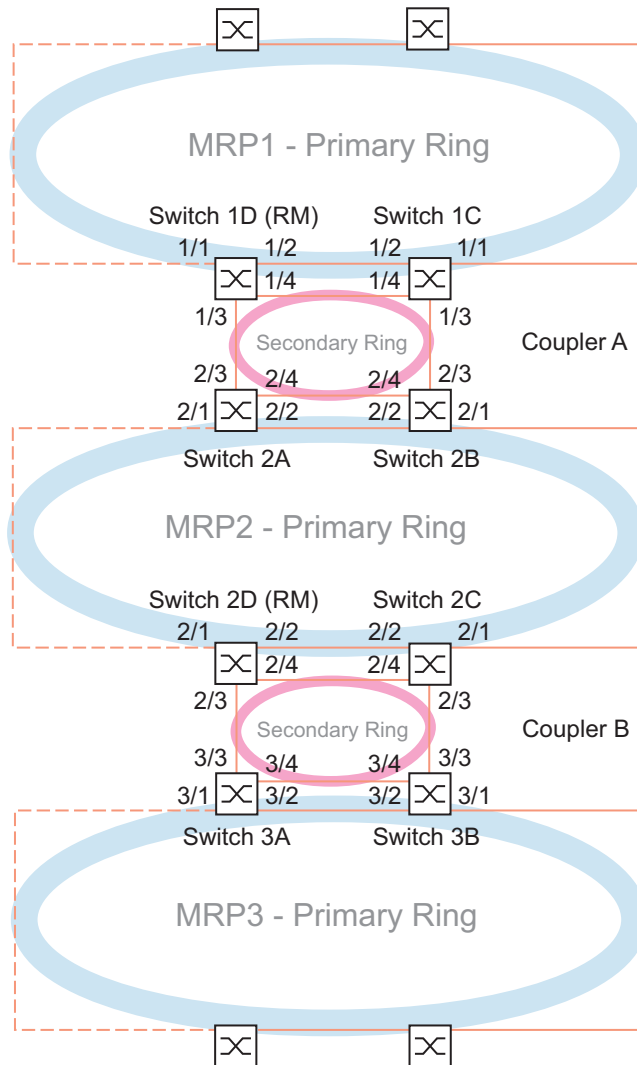 MRP1 - Primary Ring
Switch 1D (RM) Switch 1C
1/1 1/2 1/2 1/1
1/4 1/4
1/3 1/3
Secondary Ring Coupler A
2/3 2/4 2/4 2/3
2/1 2/2 2/2 2/1
Switch 2A Switch 2B
MRP2 - Primary Ring
Switch 2D (RM) Switch 2C
2/1 2/2 2/2 2/1
2/4 2/4
2/3 2/3
Secondary Ring Coupler B
3/3 3/4 3/4 3/3
3/1 3/2 3/2 3/1
Switch 3A Switch 3B
MRP3 - Primary Ring